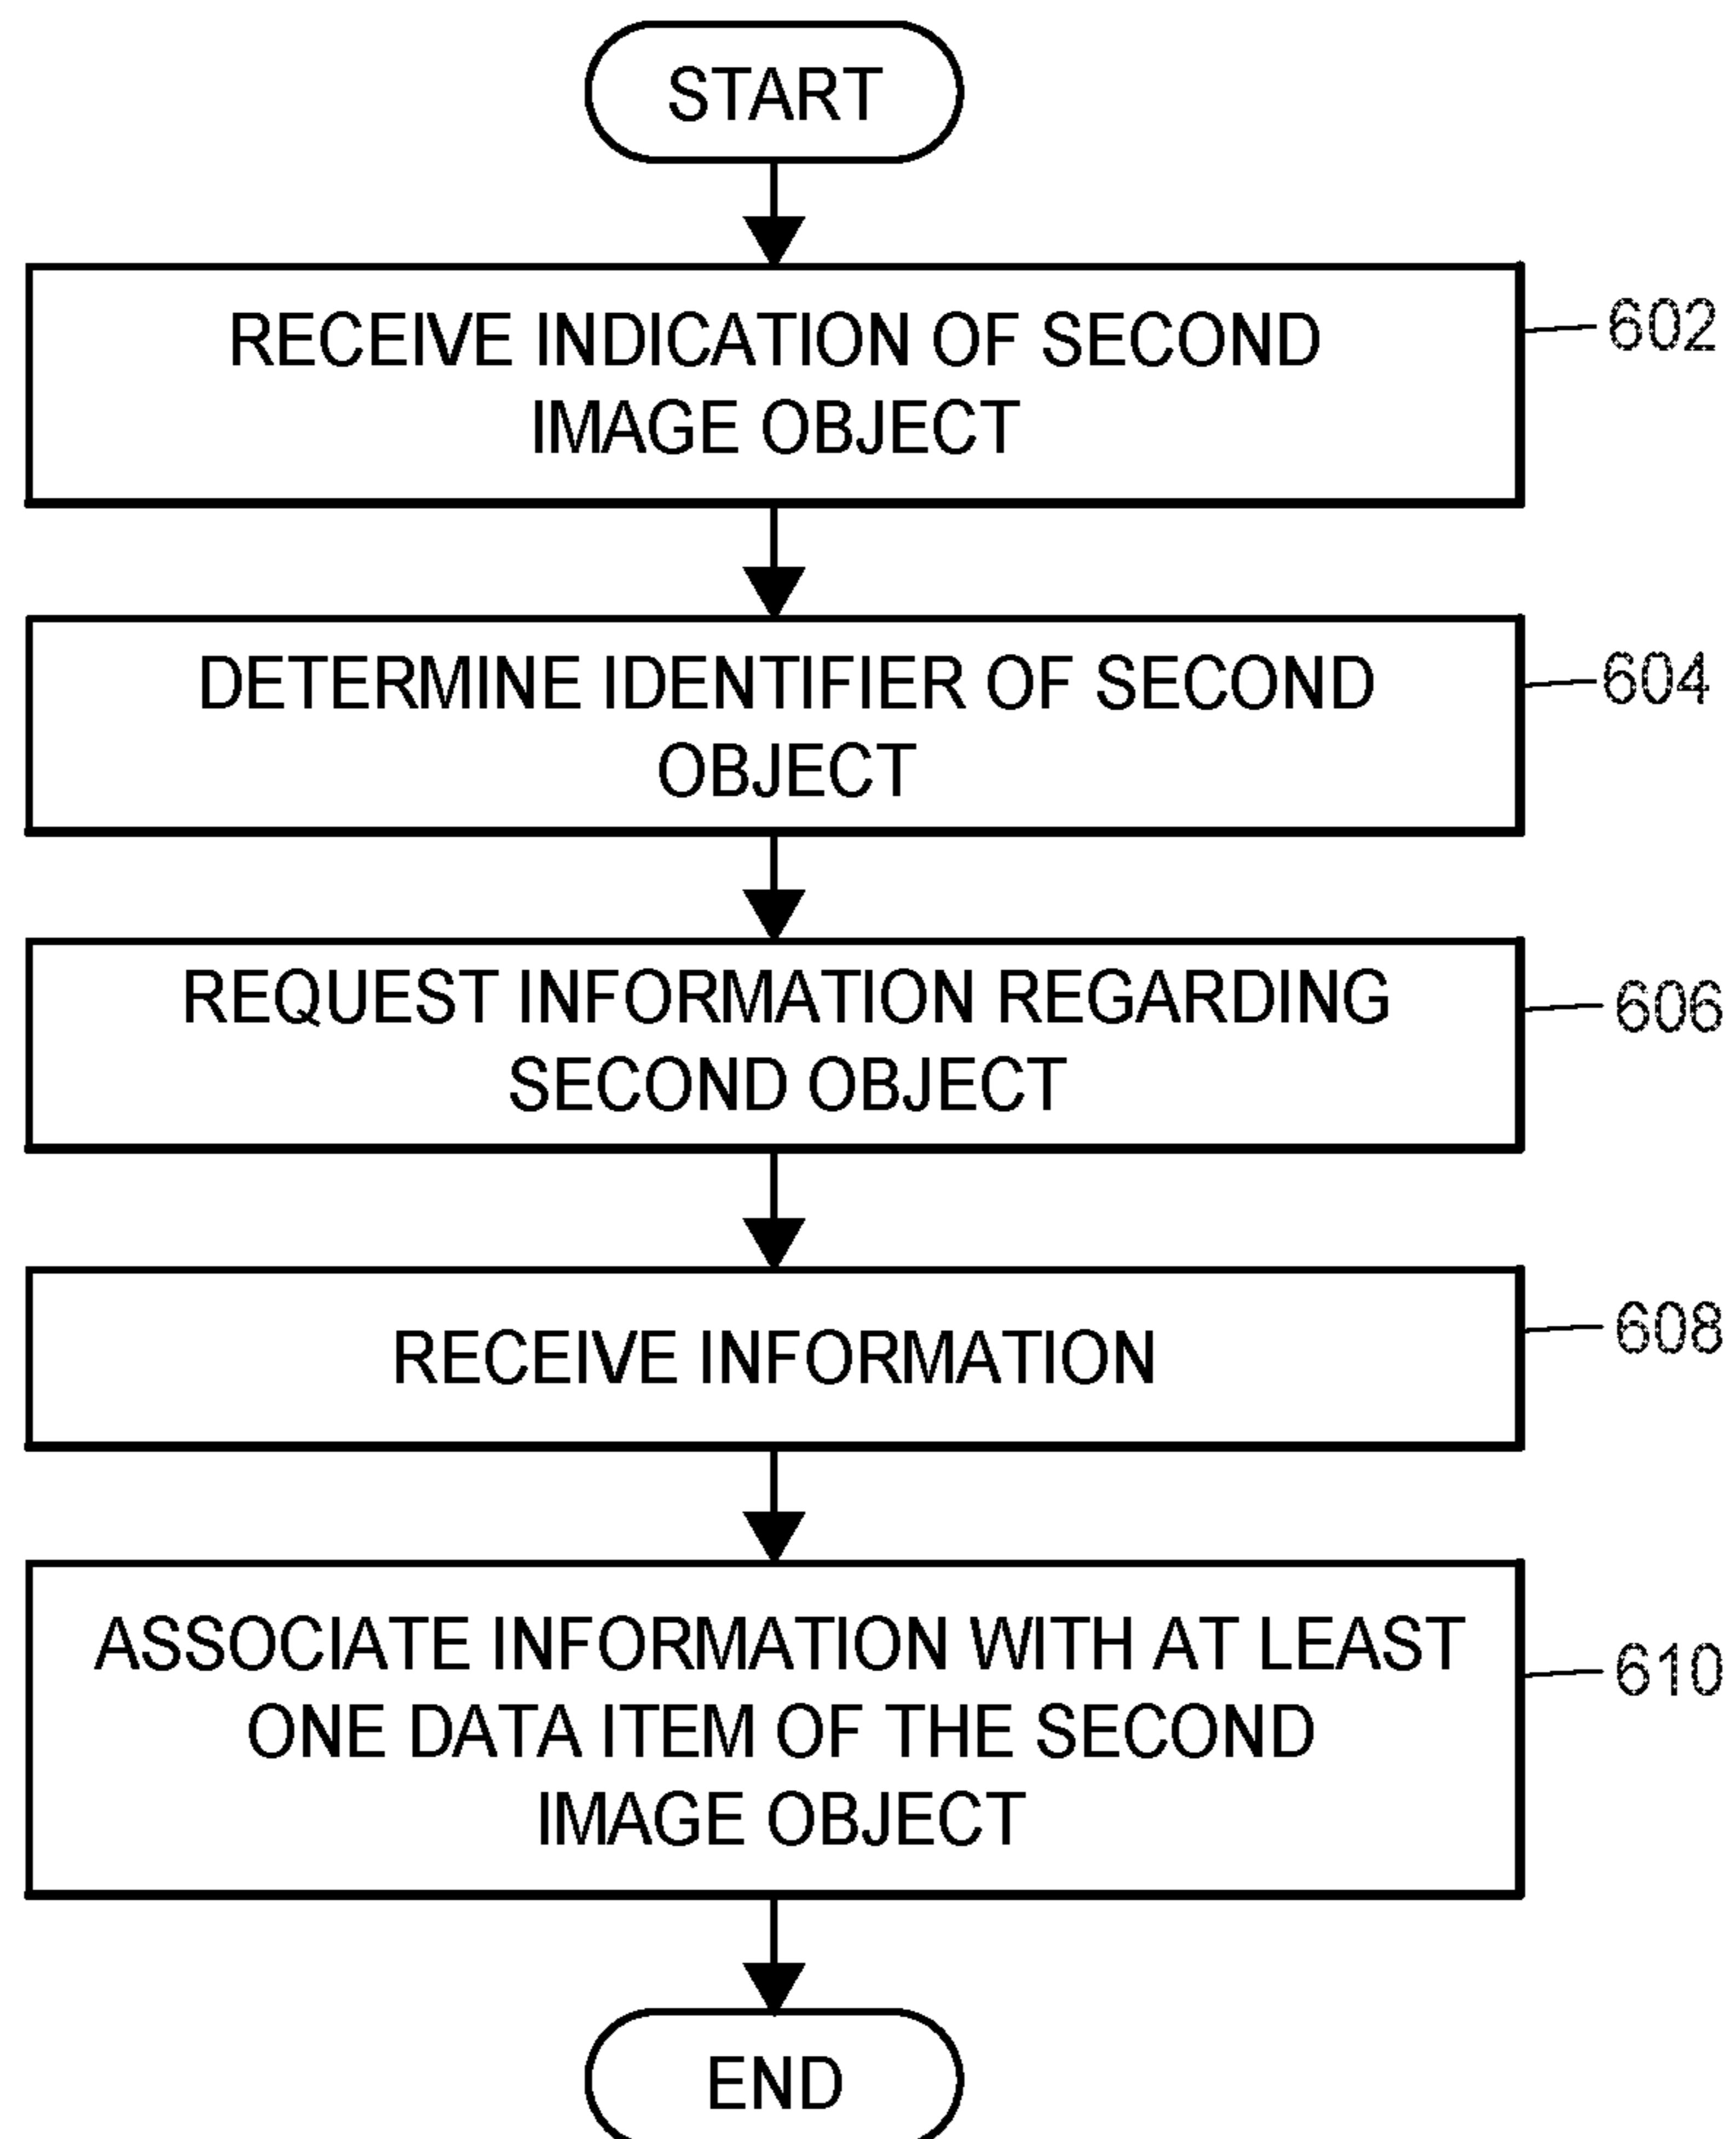 START
RECEIVE INDICATION OF SECOND
IMAGE OBJECT
602
DETERMINE IDENTIFIER OF SECOND
OBJECT
604
REQUEST INFORMATION REGARDING
SECOND OBJECT
606
RECEIVE INFORMATION
608
ASSOCIATE INFORMATION WITH AT LEAST
ONE DATA ITEM OF THE SECOND
IMAGE OBJECT
610
END